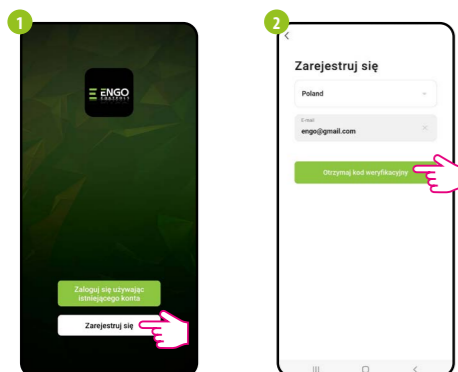 1
ENGO
CONTROLS
Zaloguj się używając
istniejącego konta
Zarejestruj się
2
Zarejestruj się
Poland
E-mail
engo@gmail.com
Otrzymaj kod weryfikacyjny